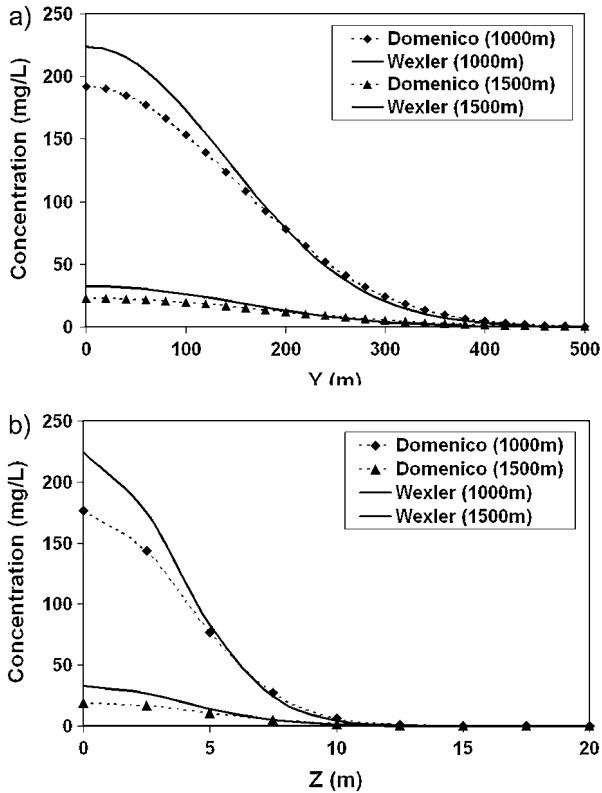 a)
250
200
150
100
50
0
Concentration (mg/L)
Domenico (1000m)
Wexler (1000m)
Domenico (1500m)
Wexler (1500m)
0 100 200 300 400 500
Y (m)
b)
250
200
150
100
50
0
Concentration (mg/L)
Domenico (1000m)
Domenico (1500m)
Wexler (1000m)
Wexler (1500m)
0 5 10 15 20
Z (m)